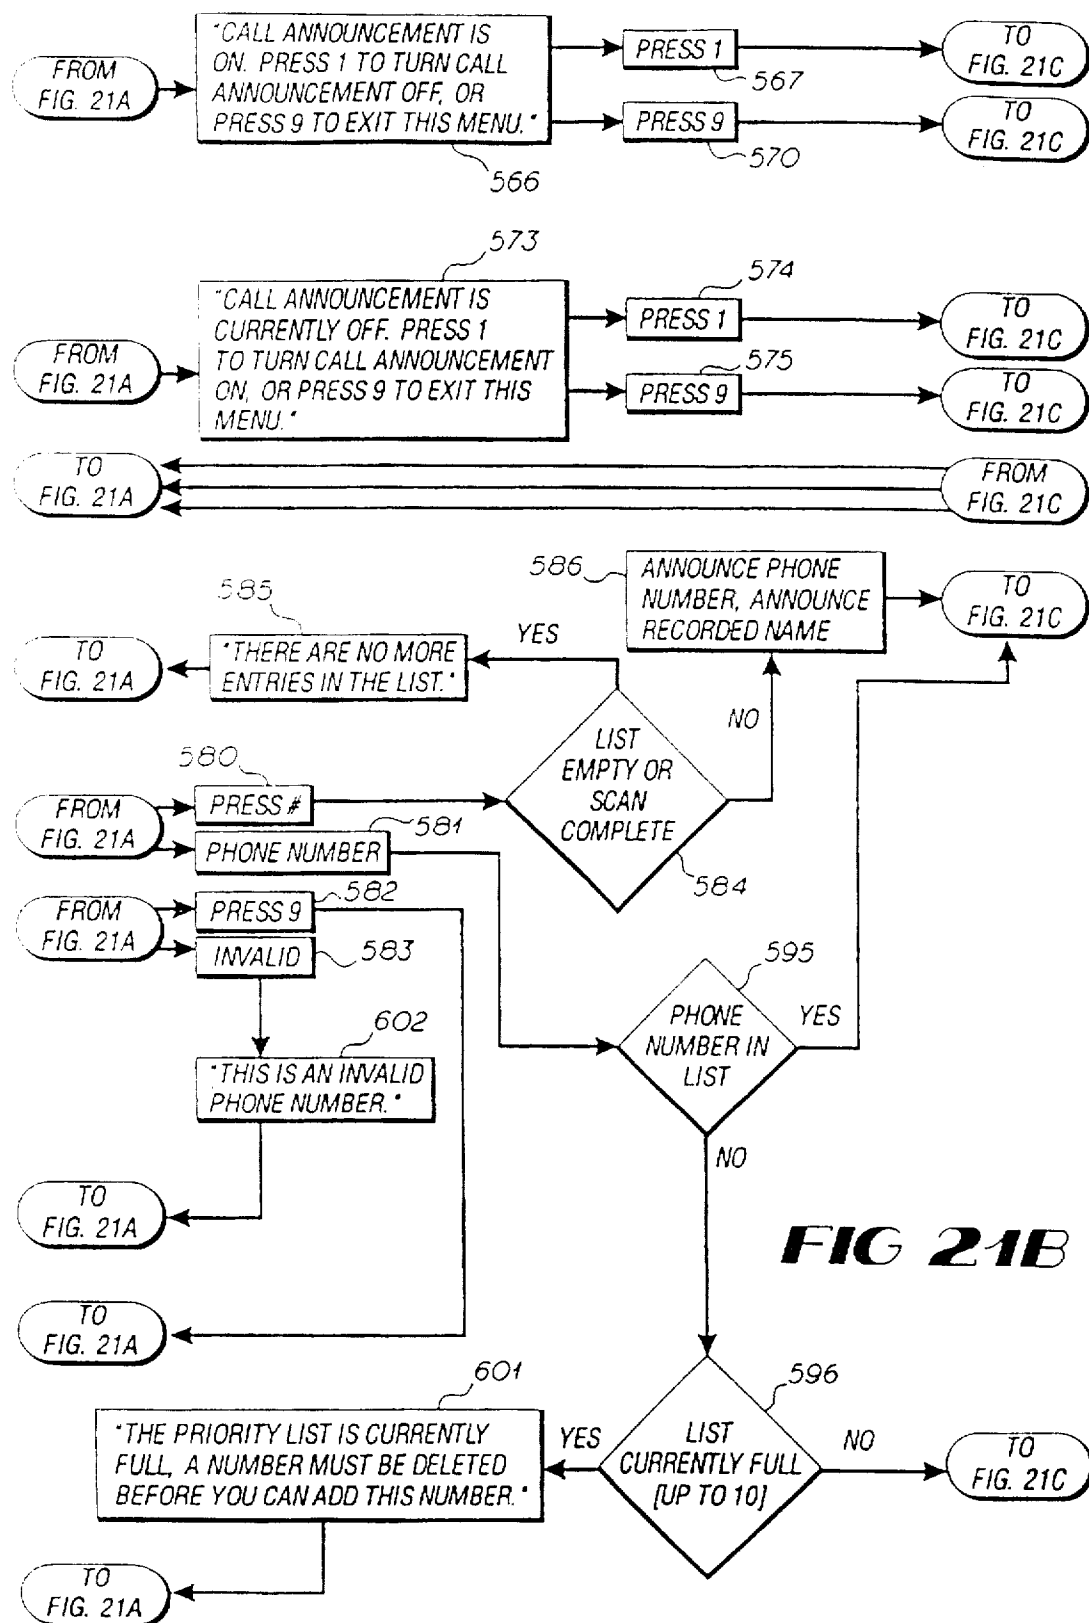 FROM
FIG. 21A
"CALL ANNOUNCEMENT IS
ON. PRESS 1 TO TURN CALL
ANNOUNCEMENT OFF, OR
PRESS 9 TO EXIT THIS MENU."
566
PRESS 1
567
TO
FIG. 21C
PRESS 9
570
TO
FIG. 21C
573
FROM
FIG. 21A
"CALL ANNOUNCEMENT IS
CURRENTLY OFF. PRESS 1
TO TURN CALL ANNOUNCEMENT
ON, OR PRESS 9 TO EXIT THIS
MENU."
574
PRESS 1
TO
FIG. 21C
575
PRESS 9
TO
FIG. 21C
TO
FIG. 21A
FROM
FIG. 21C
586
ANNOUNCE PHONE
NUMBER, ANNOUNCE
RECORDED NAME
TO
FIG. 21C
585
TO
FIG. 21A
"THERE ARE NO MORE
ENTRIES IN THE LIST."
YES
LIST
EMPTY OR
SCAN
COMPLETE
NO
584
580
FROM
FIG. 21A
PRESS #
581
PHONE NUMBER
FROM
FIG. 21A
PRESS 9
582
INVALID
583
595
PHONE
NUMBER IN
LIST
YES
NO
602
"THIS IS AN INVALID
PHONE NUMBER."
TO
FIG. 21A
FIG 21B
TO
FIG. 21A
601
"THE PRIORITY LIST IS CURRENTLY
FULL, A NUMBER MUST BE DELETED
BEFORE YOU CAN ADD THIS NUMBER."
YES
596
LIST
CURRENTLY FULL
[UP TO 10]
NO
TO
FIG. 21C
TO
FIG. 21A